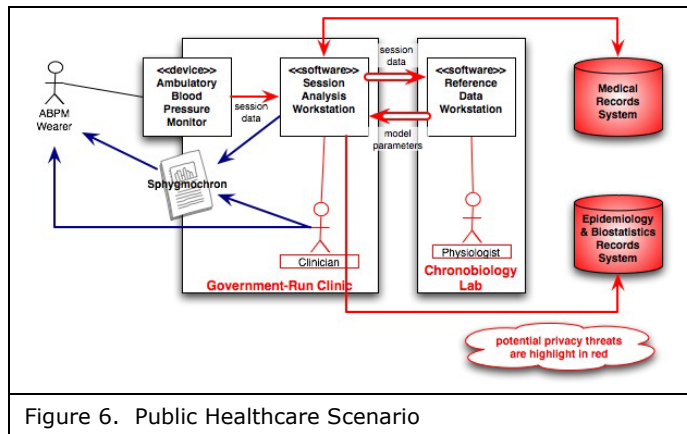 ABPM
Wearer
<<device>>
Ambulatory
Blood
Pressure
Monitor
session
data
<<software>>
Session
Analysis
Workstation
session
data
model
parameters
<<software>>
Reference
Data
Workstation
Medical
Records
System
Sphygmochron
Clinician
Government-Run Clinic
Physiologist
Chronobiology
Lab
Epidemiology
& Biostatistics
Records
System
potential privacy threats
are highlight in red
Figure 6. Public Healthcare Scenario